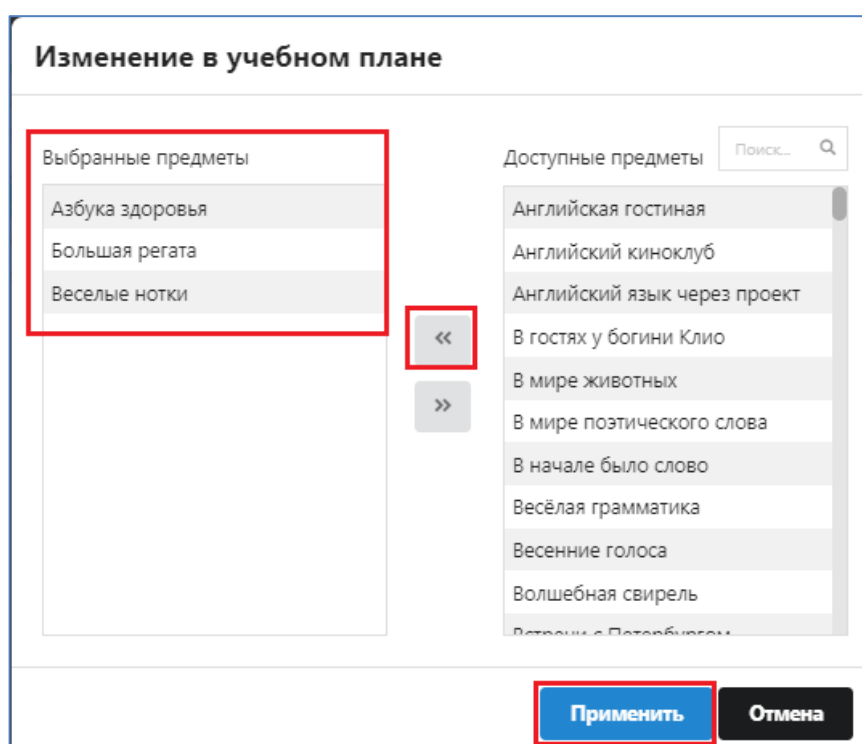 Изменение в учебном плане
Выбранные предметы
Азбука здоровья
Большая регата
Веселые нотки
«
»
Доступные предметы
Поиск...
Английская гостиная
Английский киноклуб
Английский язык через проект
В гостях у богини Клио
В мире животных
В мире поэтического слова
В начале было слово
Весёлая грамматика
Весенние голоса
Волшебная свирель
Встречи с Петербургом
Применить
Отмена